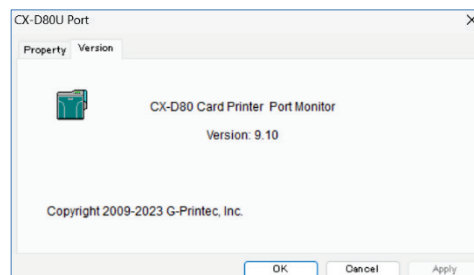 CX-D80U Port
Property Version
CX-D80 Card Printer Port Monitor
Version: 9.10
Copyright 2009-2023 G-Printec, Inc.
OK Cancel Apply